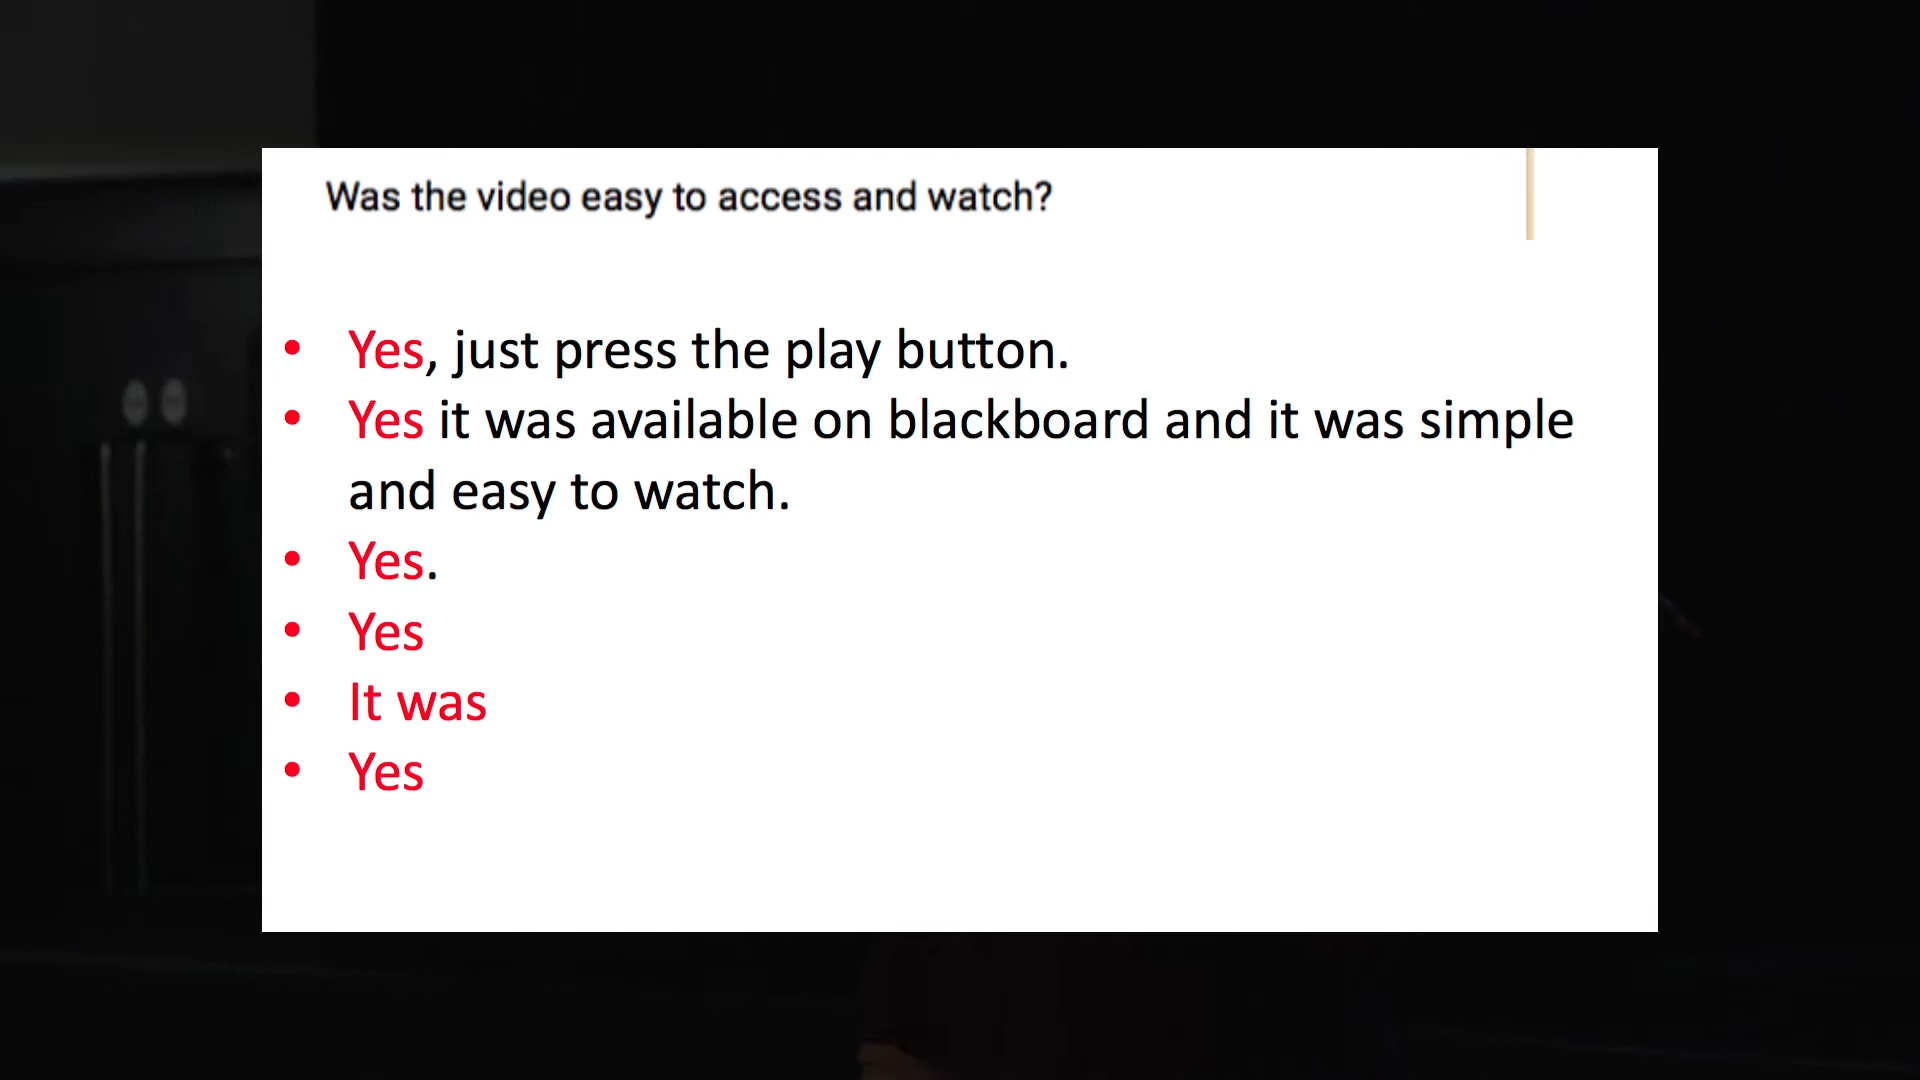 Was the video easy to access and watch?
• Yes, just press the play button.
• Yes it was available on blackboard and it was simple
and easy to watch.
• Yes.
• Yes
• It was
• Yes